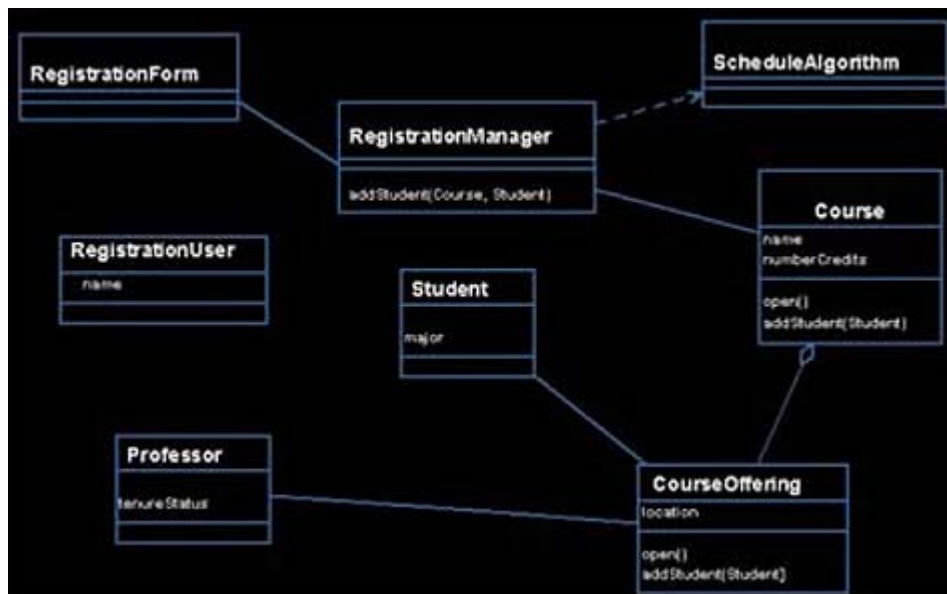 RegistrationForm
ScheduleAlgorithm
RegistrationManager
addStudent(Course, Student)
Course
name
numberCredits
open()
addStudent(Student)
RegistrationUser
name
Student
major
Professor
tenureStatus
CourseOffering
location
open()
addStudent(Student]